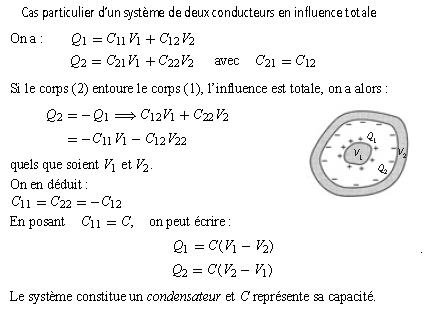 Cas particulier d'un système de deux conducteurs en influence totale
On a : Q₁ = C₁₁V₁ + C₁₂V₂
Q₂ = C₂₁V₁ + C₂₂V₂ avec C₂₁ = C₁₂
Si le corps (2) entoure le corps (1), l'influence est totale, on a alors :
Q₂ = −Q₁ ⟹ C₁₂V₁ + C₂₂V₂
= −C₁₁V₁ − C₁₂V₂₂
quels que soient V₁ et V₂.
On en déduit :
C₁₁ = C₂₂ = −C₁₂
En posant C₁₁ = C, on peut écrire :
Q₁ = C(V₁ − V₂)
Q₂ = C(V₂ − V₁)
Le système constitue un condensateur et C représente sa capacité.
Q₁
V₁
V₂
Q₂